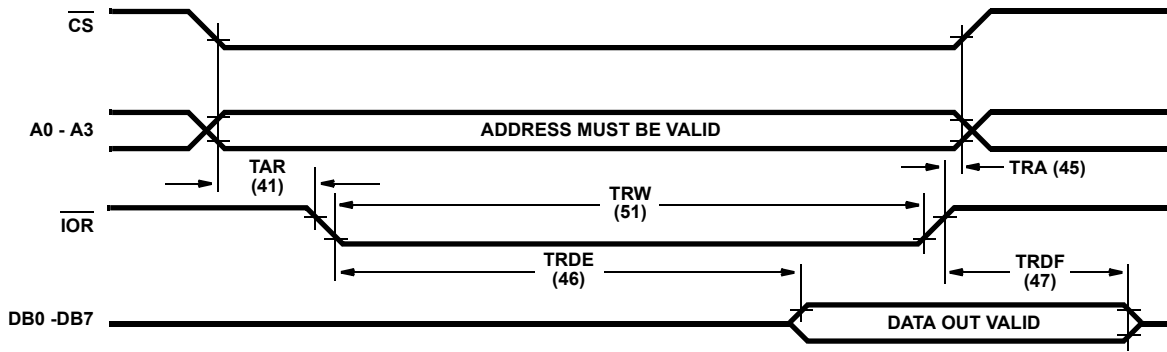 CS
A0 - A3
ADDRESS MUST BE VALID
TAR
(41)
TRA (45)
IOR
TRW
(51)
TRDE
(46)
TRDF
(47)
DB0 -DB7
DATA OUT VALID